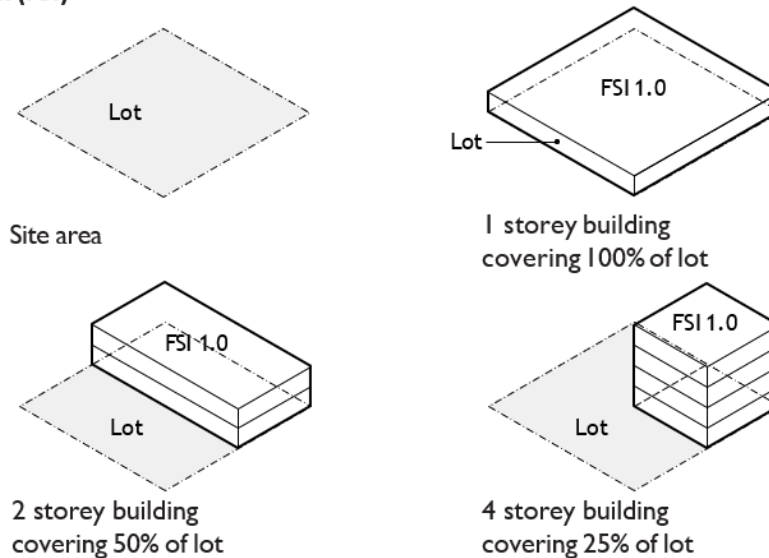 Lot
FSI 1.0
Lot
Site area
1 storey building
covering 100% of lot
FSI 1.0
Lot
FSI 1.0
Lot
2 storey building
covering 50% of lot
4 storey building
covering 25% of lot